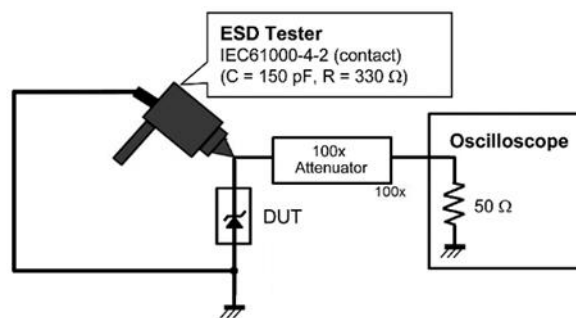 ESD Tester
IEC61000-4-2 (contact)
(C = 150 pF, R = 330 Ω)
100x
Attenuator
100x
Oscilloscope
50 Ω
DUT